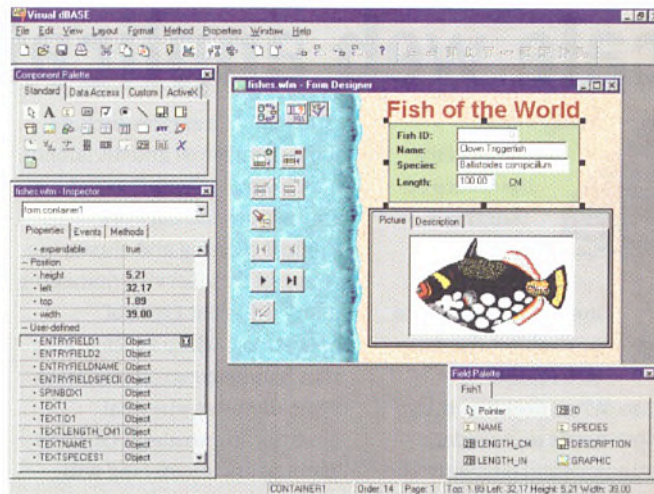 Visual dBASE
File Edit View Layout Format Method Properties Window Help
Component Palette
Standard Data Access Custom ActiveX
fishes.wfm - Inspector
form.container1
Properties Events Methods
expandable true
Position
height 5.21
left 32.17
top 1.89
width 39.00
User-defined
ENTRYFIELD1 Object
ENTRYFIELD2 Object
ENTRYFIELDNAME Object
ENTRYFIELDSPECII Object
SPINBOX1 Object
TEXT1 Object
TEXTID1 Object
TEXTLENGTH_CM1 Object
TEXTNAME1 Object
TEXTSPECIES1 Object
fishes.wfm - Form Designer
Fish of the World
Fish ID:
Name: Clown Triggerfish
Species: Ballistoides conspicillum
Length: 100.00 CM
Picture Description
Field Palette
Fish1
Pointer ID
NAME SPECIES
LENGTH_CM DESCRIPTION
LENGTH_IN GRAPHIC
CONTAINER1 Order: 14 Page: 1 Top: 1.89 Left: 32.17 Height: 5.21 Width: 39.00